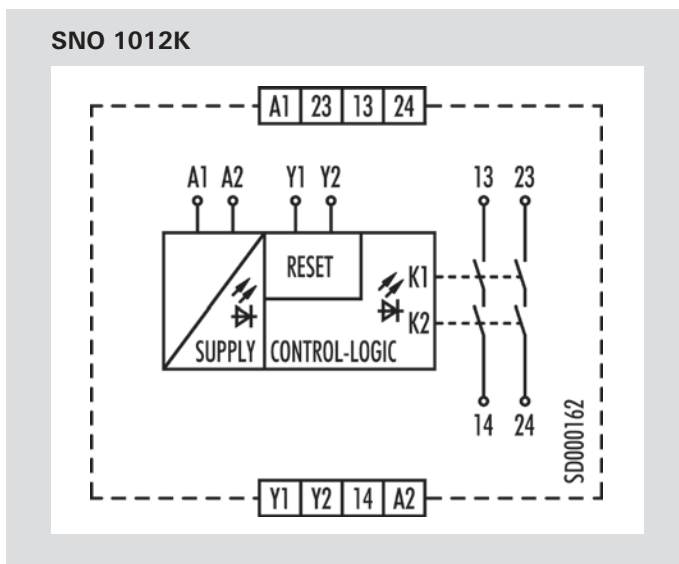 SNO 1012K
A1 23 13 24
A1 A2 Y1 Y2 13 23
RESET
K1
K2
SUPPLY CONTROL-LOGIC
14 24
SD000162
Y1 Y2 14 A2